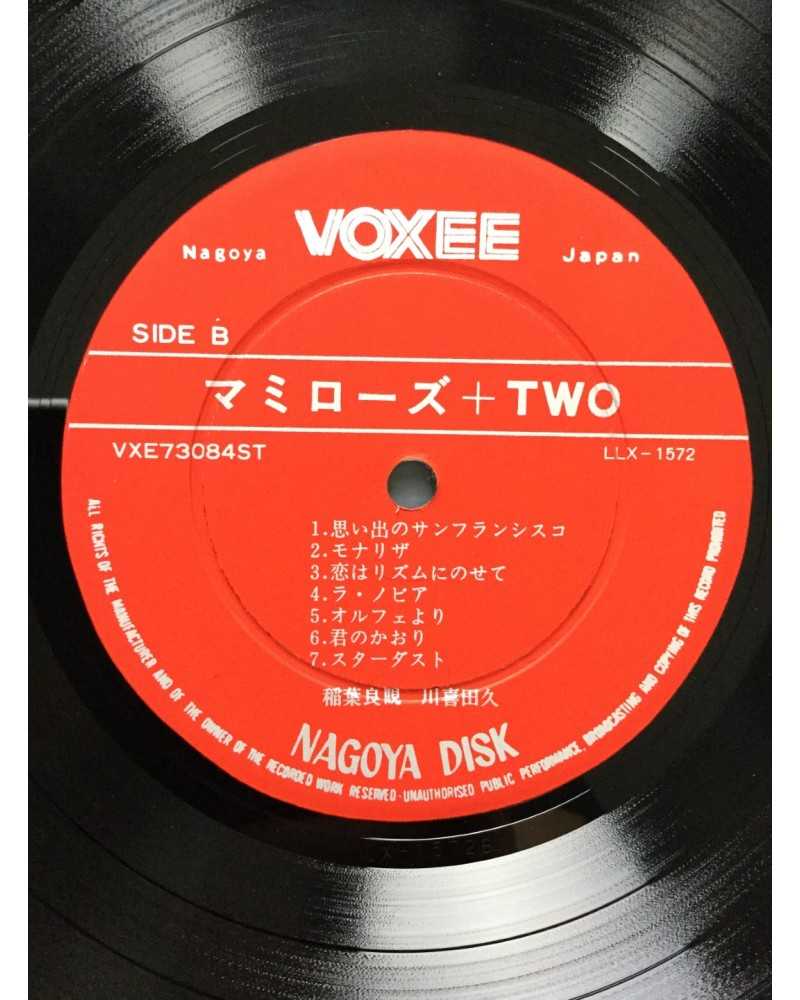 VOXEE
Nagoya Japan
SIDE B
マミローズ+TWO
VXE73084ST LLX-1572
1.思い出のサンフランシスコ
2.モナリザ
3.恋はリズムにのせて
4.ラ・ノビア
5.オルフェより
6.君のかおり
7.スターダスト
稲葉良 川喜田久
NAGOYA DISK
ALL RIGHTS OF THE MANUFACTURER AND OF THE OWNER OF THE RECORDED WORK RESERVED·UNAUTHORISED PUBLIC PERFORMANCE, BROADCASTING AND COPYING OF THIS RECORD PROHIBITED